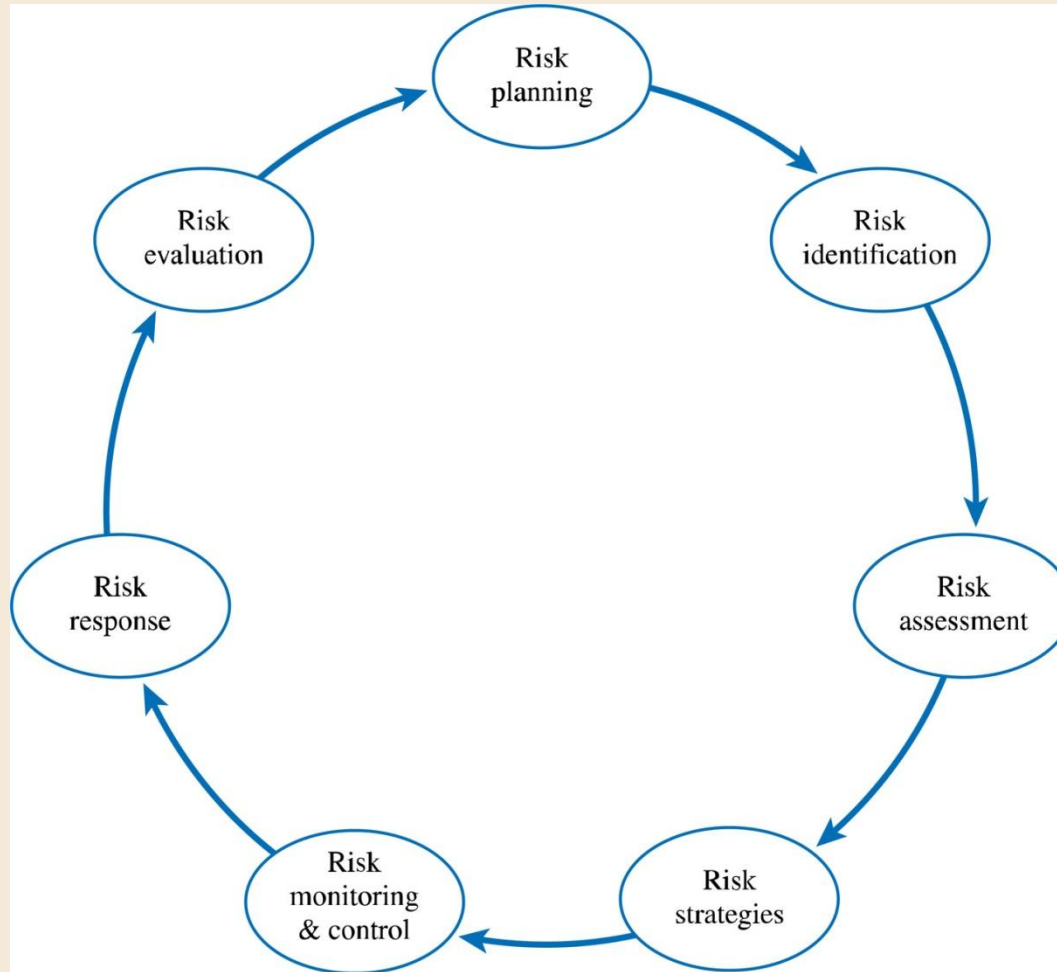 Risk
planning
Risk
identification
Risk
assessment
Risk
strategies
Risk
monitoring
& control
Risk
response
Risk
evaluation